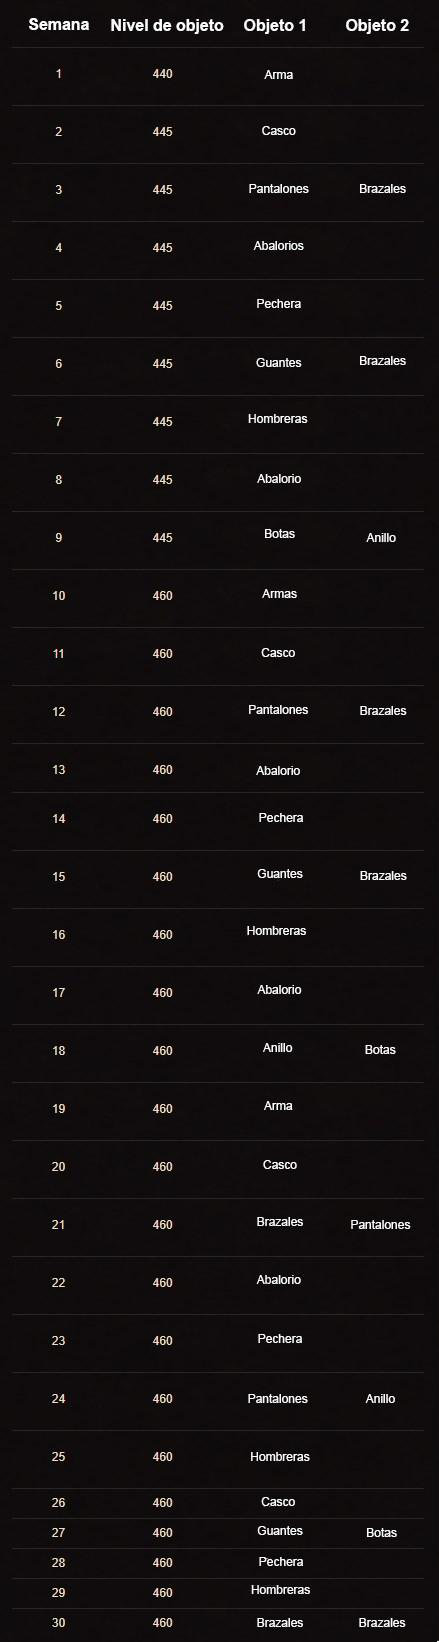 Semana Nivel de objeto Objeto 1 Objeto 2
1 440 Arma
2 445 Casco
3 445 Pantalones Brazales
4 445 Abalorios
5 445 Pechera
6 445 Guantes Brazales
7 445 Hombreras
8 445 Abalorio
9 445 Botas Anillo
10 460 Armas
11 460 Casco
12 460 Pantalones Brazales
13 460 Abalorio
14 460 Pechera
15 460 Guantes Brazales
16 460 Hombreras
17 460 Abalorio
18 460 Anillo Botas
19 460 Arma
20 460 Casco
21 460 Brazales Pantalones
22 460 Abalorio
23 460 Pechera
24 460 Pantalones Anillo
25 460 Hombreras
26 460 Casco
27 460 Guantes Botas
28 460 Pechera
29 460 Hombreras
30 460 Brazales Brazales